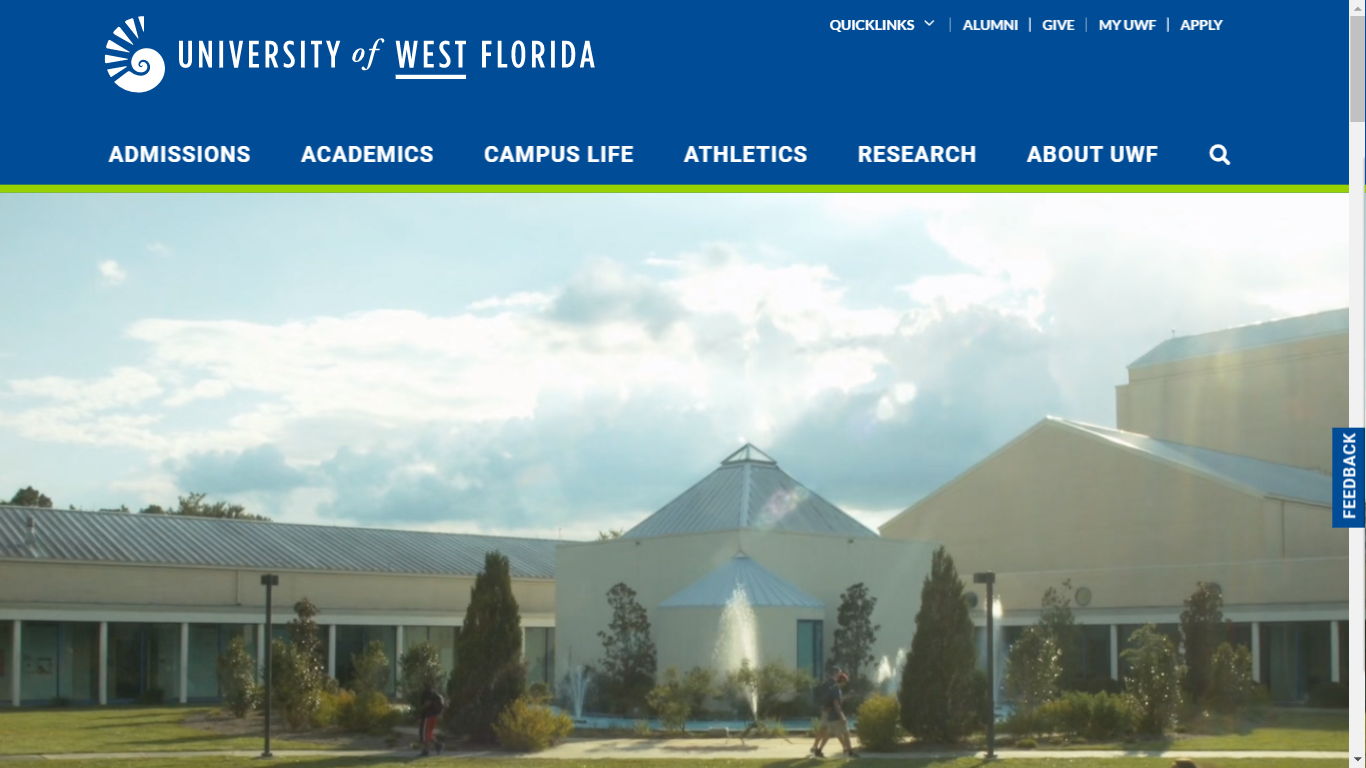 QUICKLINKS | ALUMNI | GIVE | MY UWF | APPLY
UNIVERSITY of WEST FLORIDA
ADMISSIONS ACADEMICS CAMPUS LIFE ATHLETICS RESEARCH ABOUT UWF
FEEDBACK